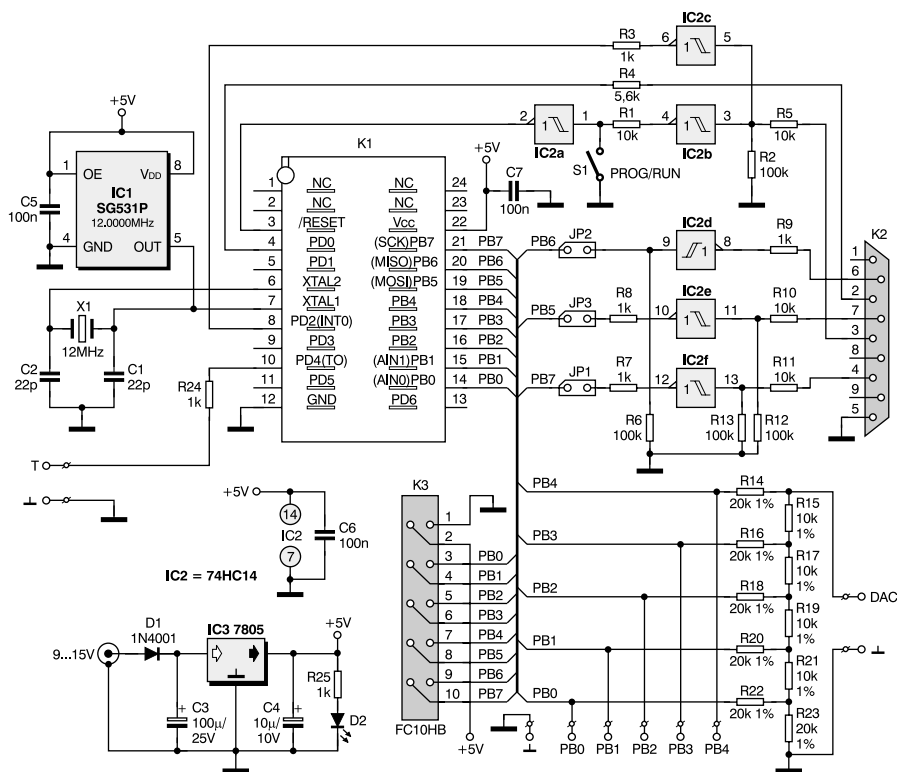 IC2c
R3
1k
6
1
5
R4
5,6k
+5V
K1
2
1
IC2a
1
R1
10k
4
1
IC2b
3
R5
10k
S1
PROG/RUN
R2
100k
+5V
C7
100n
1
OE
VDD
8
IC1
SG531P
12.0000MHz
4
GND
OUT
5
C5
100n
1
NC
NC
24
2
NC
NC
23
3
/RESET
Vcc
22
4
PD0
(SCK)PB7
21
PB7
5
PD1
(MISO)PB6
20
PB6
6
XTAL2
(MOSI)PB5
19
PB5
7
XTAL1
PB4
18
PB4
8
PD2(INT0)
PB3
17
PB3
9
PD3
PB2
16
PB2
10
PD4(TO)
(AIN1)PB1
15
PB1
11
PD5
(AIN0)PB0
14
PB0
12
GND
PD6
13
X1
12MHz
C2
22p
C1
22p
R24
1k
T
PB6
JP2
9
IC2d
1
8
R9
1k
K2
PB5
JP3
R8
1k
10
IC2e
1
11
R10
10k
PB7
JP1
R7
1k
12
IC2f
1
13
R11
10k
R6
100k
R13
100k
R12
100k
1
6
2
7
3
8
4
9
5
+5V
14
IC2
7
C6
100n
IC2 = 74HC14
K3
1
2
3
PB0
4
PB1
5
PB2
6
PB3
7
PB4
8
PB5
9
PB6
10
PB7
FC10HB
+5V
PB4
R14
20k 1%
R15
10k
1%
PB3
R16
20k 1%
R17
10k
1%
PB2
R18
20k 1%
DAC
R19
10k
1%
PB1
R20
20k 1%
R21
10k
1%
PB0
R22
20k 1%
R23
20k
1%
PB0
PB1
PB2
PB3
PB4
9...15V
D1
1N4001
IC3 7805
+5V
R25
1k
C3
100µ/
25V
+
C4
10µ/
10V
+
D2